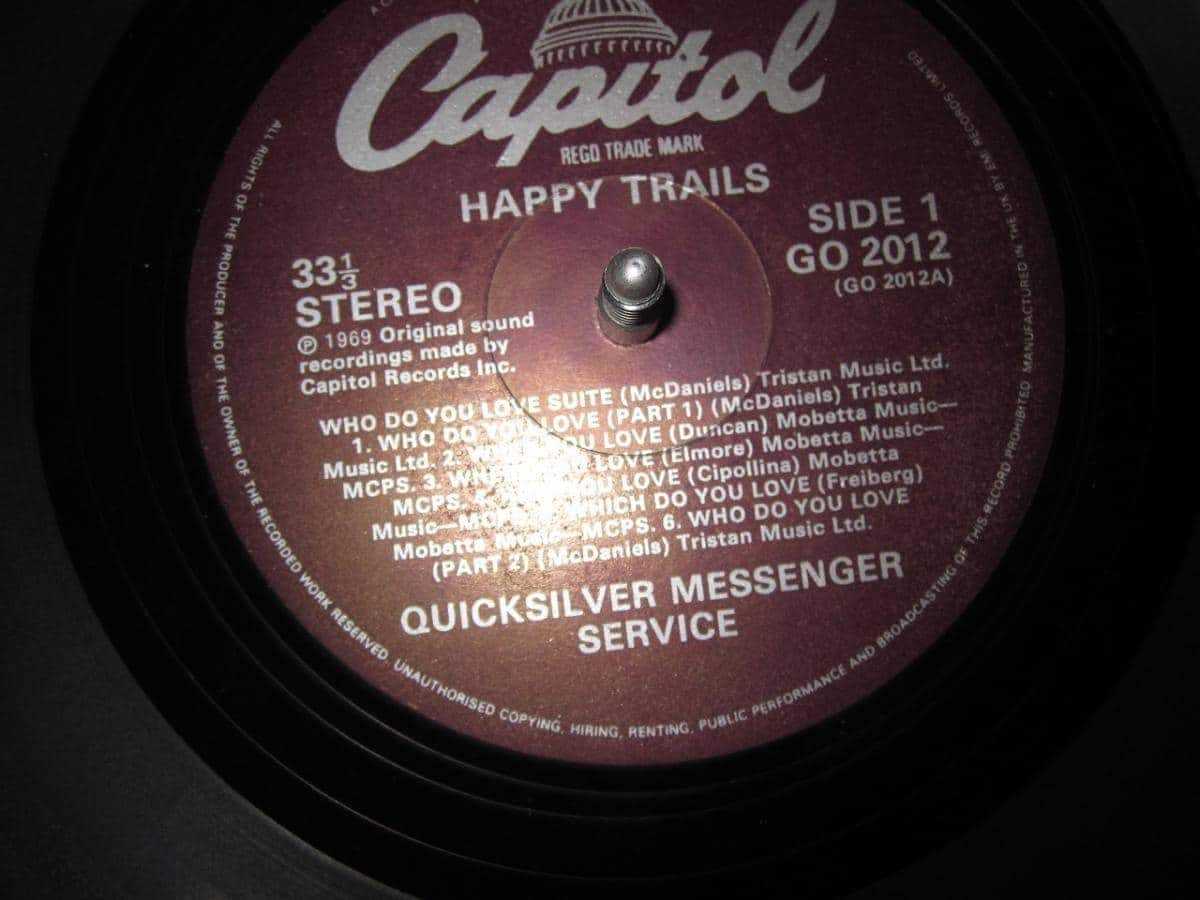 Capitol
REGD TRADE MARK
HAPPY TRAILS
SIDE 1
GO 2012
(GO 2012A)
33 1/3
STEREO
℗ 1969 Original sound
recordings made by
Capitol Records Inc.
WHO DO YOU LOVE SUITE (McDaniels) Tristan Music Ltd.
1. WHO DO YOU LOVE (PART 1) (McDaniels) Tristan
Music Ltd. 2. YOU LOVE (Duncan) Mobetta Music—
MCPS. 3. LOVE (Elmore) Mobetta Music—
MCPS. YOU LOVE (Cipollina) Mobetta
Music—MCPS. WHICH DO YOU LOVE (Freiberg)
Mobetta Music—MCPS. 6. WHO DO YOU LOVE
(PART 2) (McDaniels) Tristan Music Ltd.
QUICKSILVER MESSENGER
SERVICE
ALL RIGHTS OF THE PRODUCER AND OF THE OWNER OF THE RECORDED WORK RESERVED. UNAUTHORISED COPYING, HIRING, RENTING, PUBLIC PERFORMANCE AND BROADCASTING OF THIS RECORD PROHIBITED MANUFACTURED IN THE UK BY EMI RECORDS LIMITED